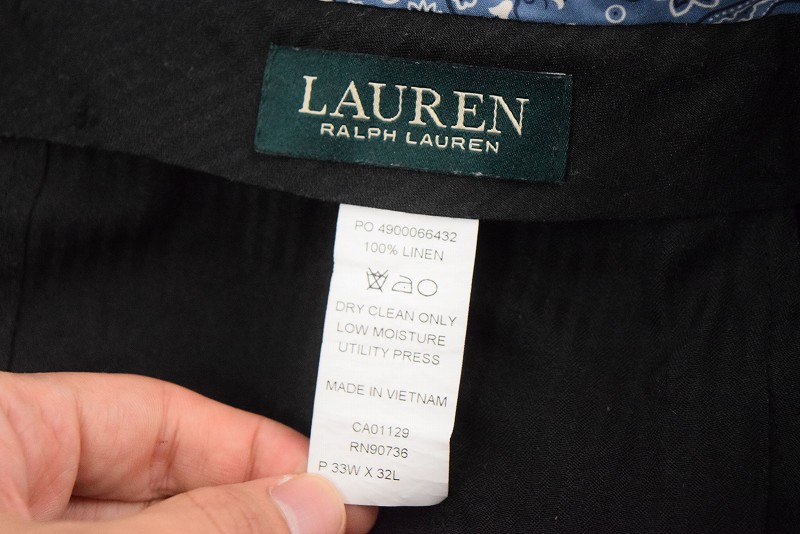 LAUREN
RALPH LAUREN
PO 4900066432
100% LINEN
DRY CLEAN ONLY
LOW MOISTURE
UTILITY PRESS
MADE IN VIETNAM
CA01129
RN90736
P 33W X 32L